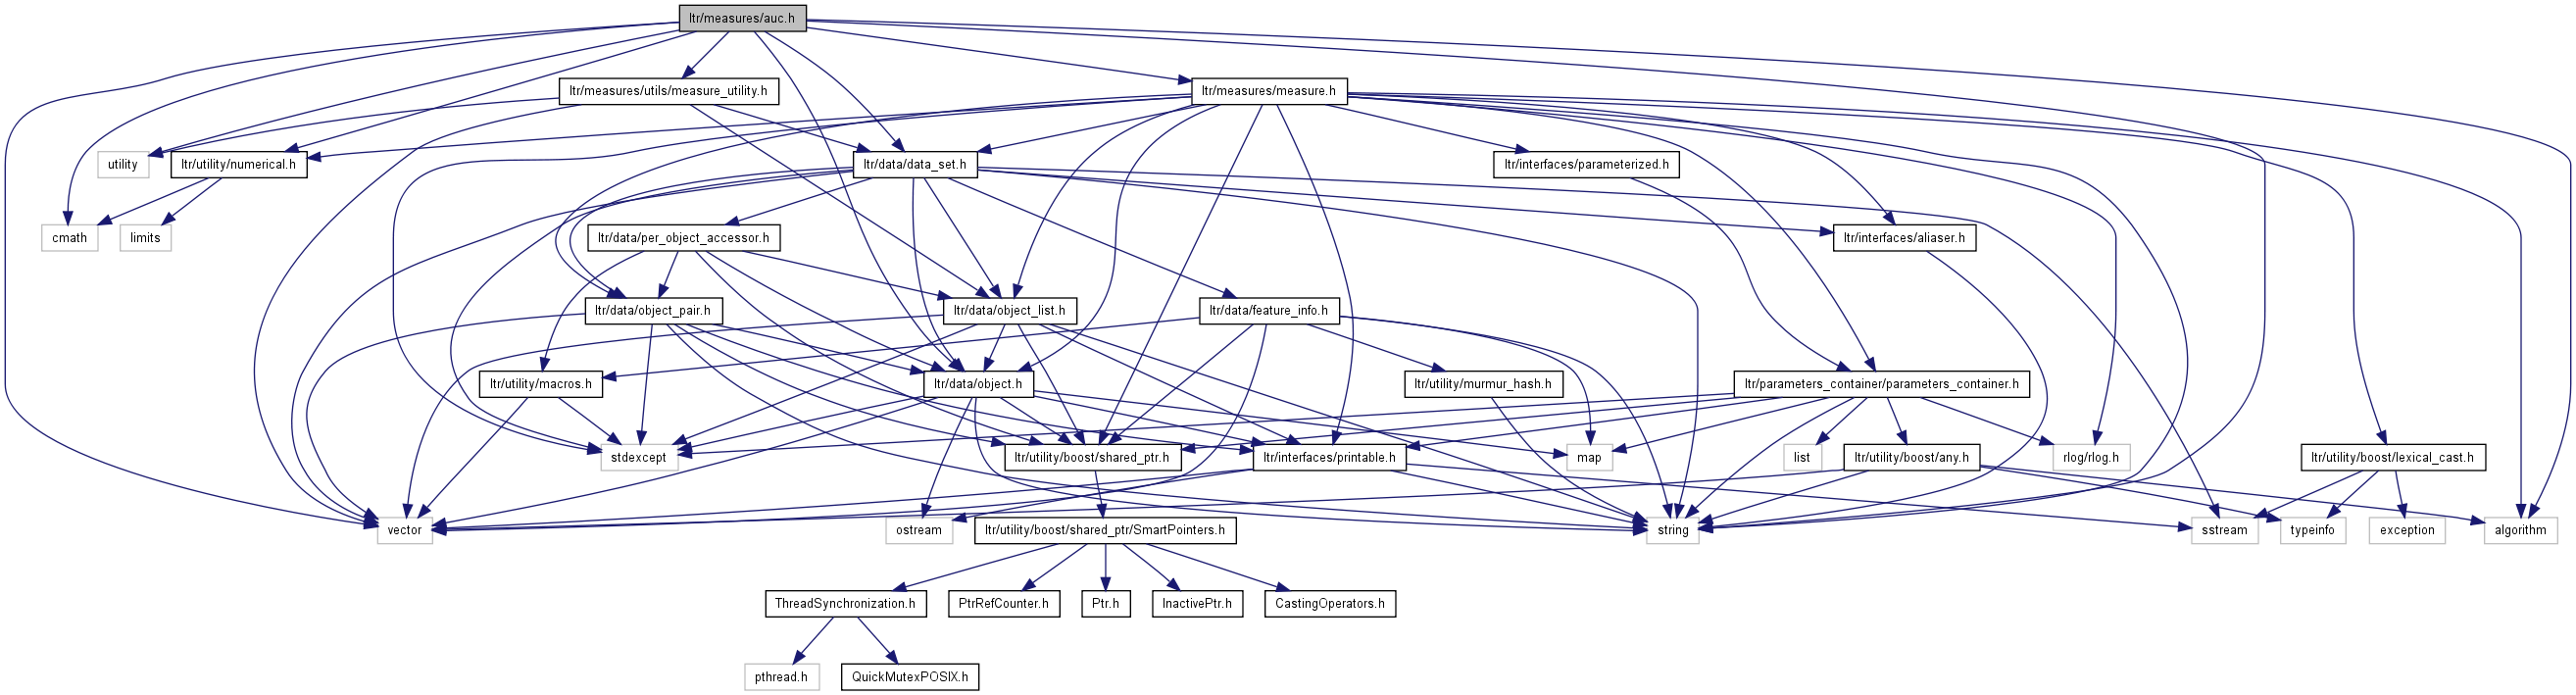 ltr/measures/auc.h
ltr/measures/utils/measure_utility.h
ltr/measures/measure.h
utility
ltr/utility/numerical.h
ltr/data/data_set.h
ltr/interfaces/parameterized.h
cmath
limits
ltr/data/per_object_accessor.h
ltr/interfaces/aliaser.h
ltr/data/object_pair.h
ltr/data/object_list.h
ltr/data/feature_info.h
ltr/utility/macros.h
ltr/data/object.h
ltr/utility/murmur_hash.h
ltr/parameters_container/parameters_container.h
stdexcept
ltr/utility/boost/shared_ptr.h
ltr/interfaces/printable.h
map
list
ltr/utility/boost/any.h
rlog/rlog.h
ltr/utility/boost/lexical_cast.h
vector
ostream
ltr/utility/boost/shared_ptr/SmartPointers.h
string
sstream
typeinfo
exception
algorithm
ThreadSynchronization.h
PtrRefCounter.h
Ptr.h
InactivePtr.h
CastingOperators.h
pthread.h
QuickMutexPOSIX.h